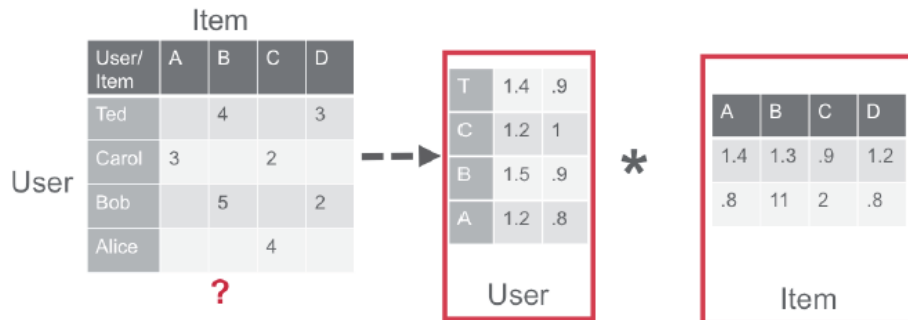 Item
User/ Item A B C D
Ted 4 3
Carol 3 2
Bob 5 2
Alice 4
User
?
T 1.4 .9
C 1.2 1
B 1.5 .9
A 1.2 .8
User
*
A B C D
1.4 1.3 .9 1.2
.8 11 2 .8
Item